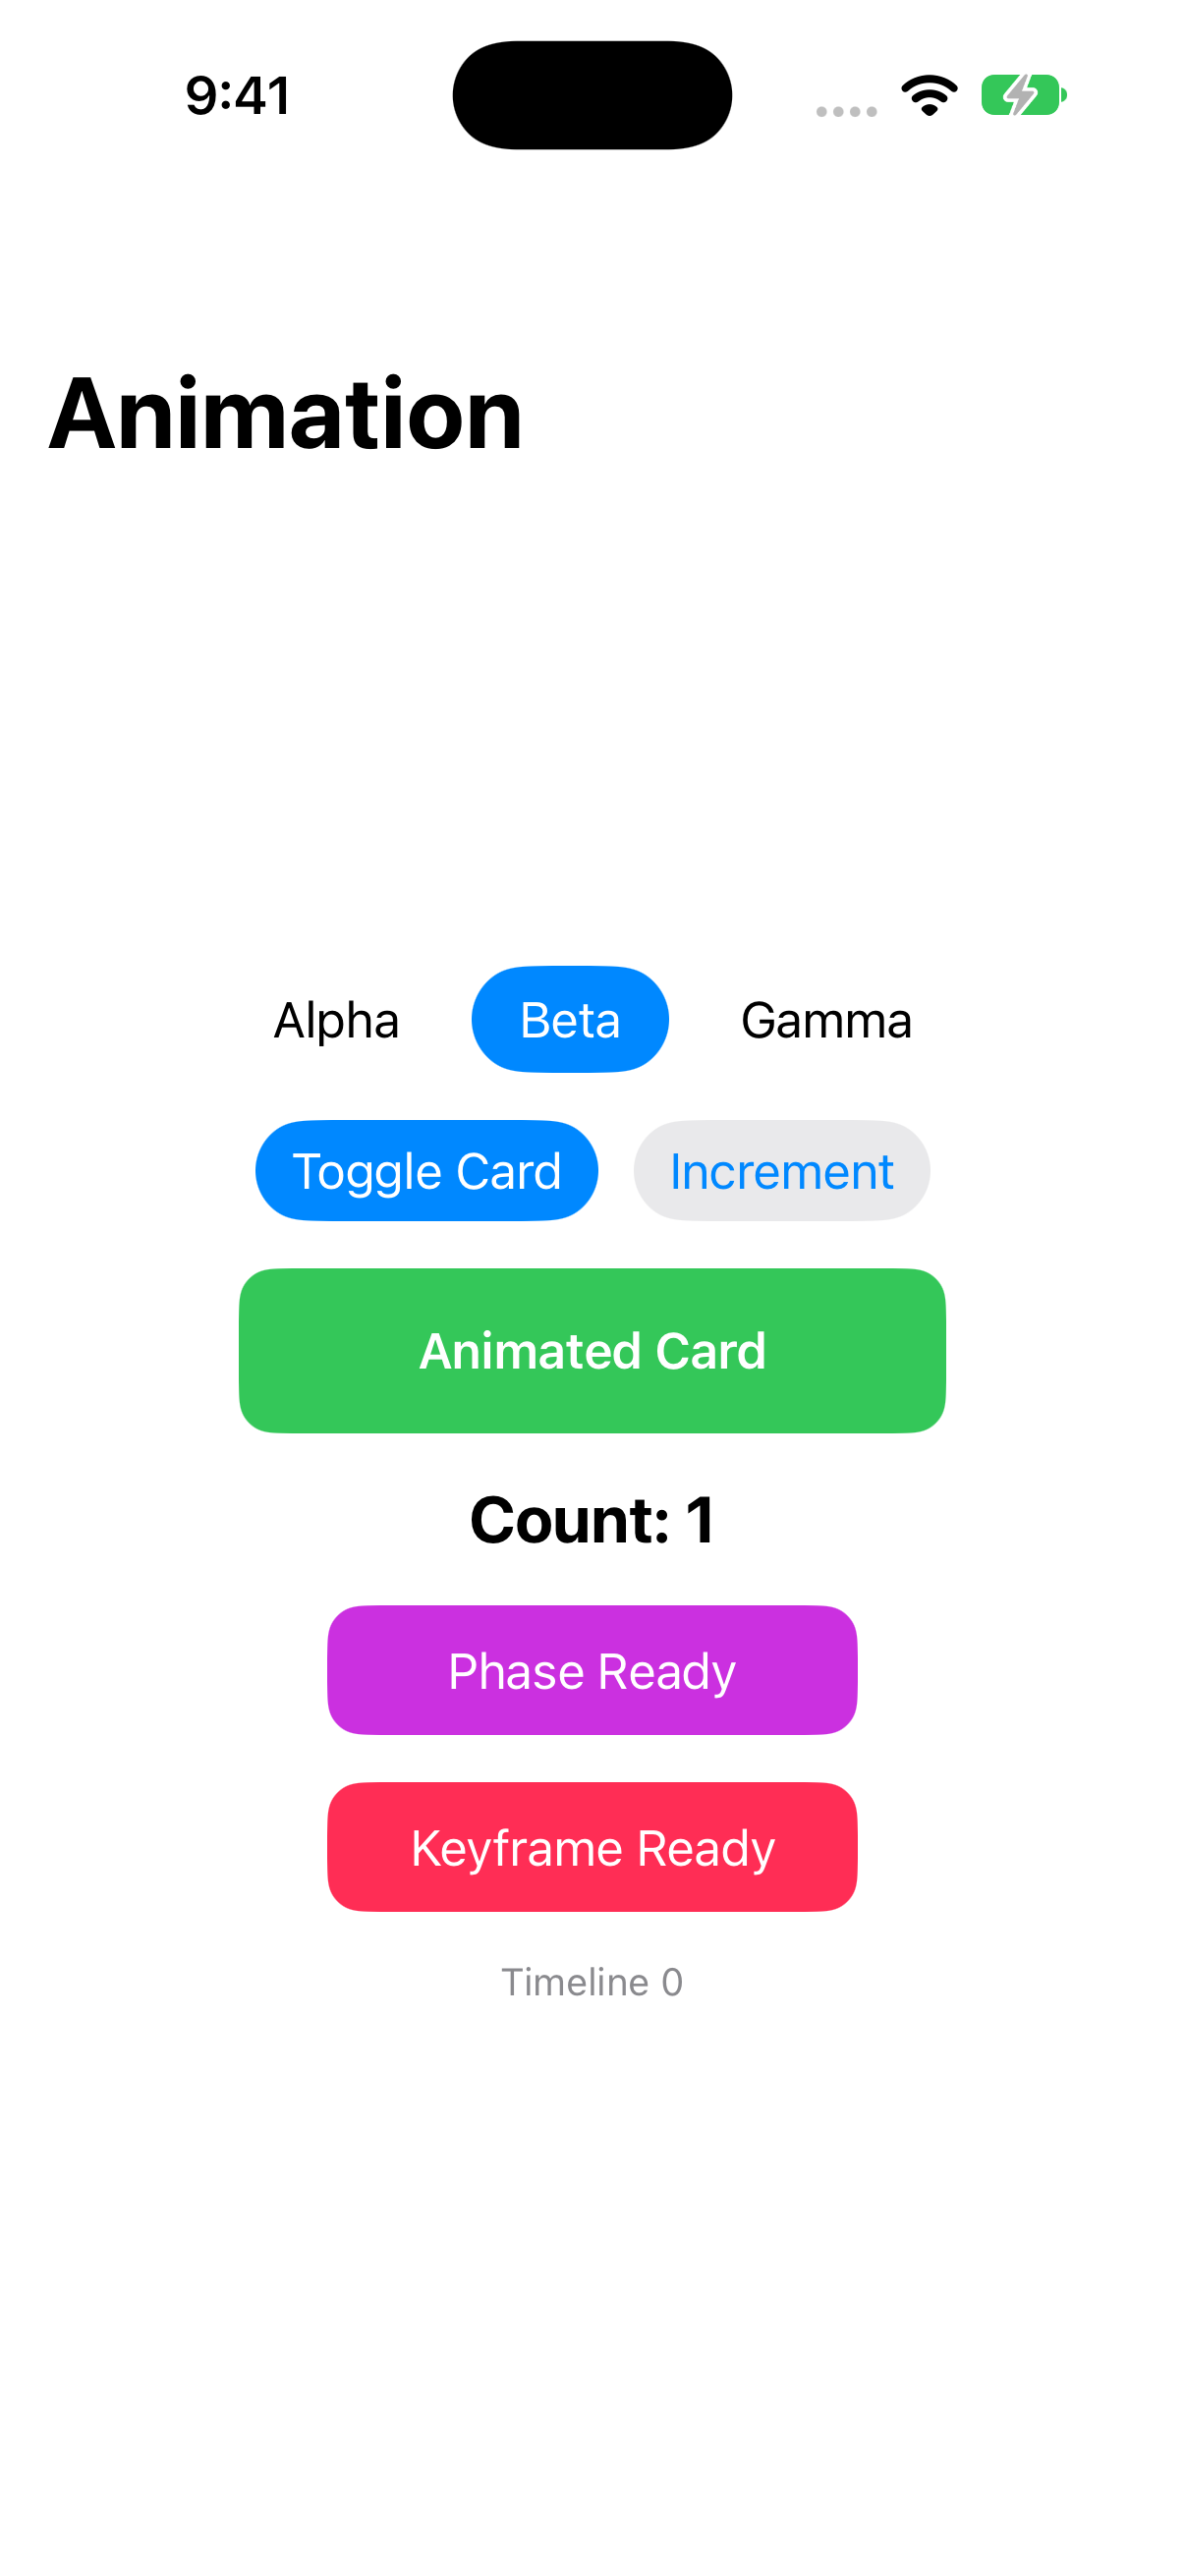 9:41
Animation
Alpha Beta Gamma
Toggle Card Increment
Animated Card
Count: 1
Phase Ready
Keyframe Ready
Timeline 0